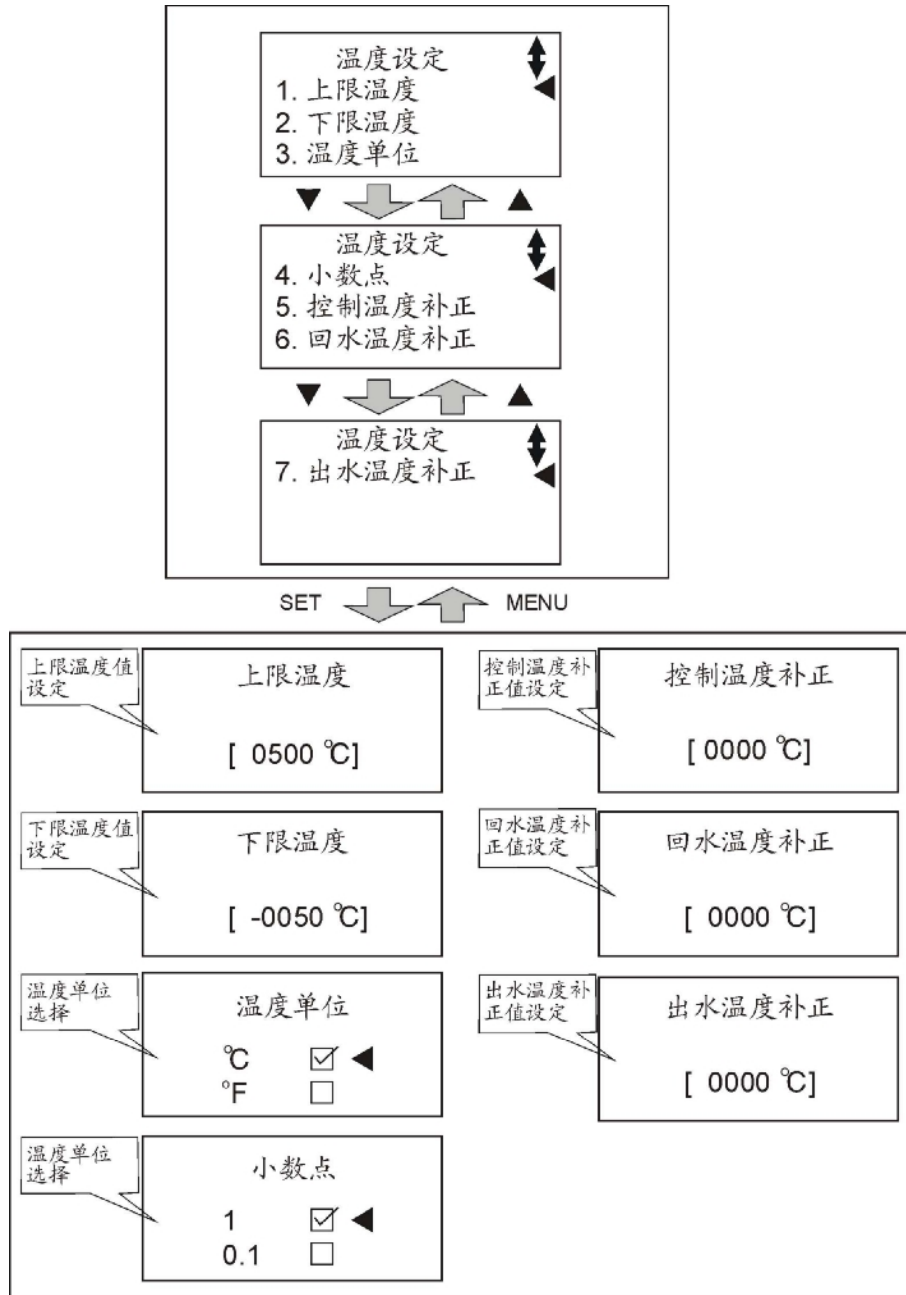 温度设定
1. 上限温度
2. 下限温度
3. 温度单位
温度设定
4. 小数点
5. 控制温度补正
6. 回水温度补正
温度设定
7. 出水温度补正
SET
MENU
上限温度值
设定
上限温度
[ 0500 ℃]
下限温度值
设定
下限温度
[ -0050 ℃]
温度单位
选择
温度单位
℃
°F
温度单位
选择
小数点
1
0.1
控制温度补
正值设定
控制温度补正
[ 0000 ℃]
回水温度补
正值设定
回水温度补正
[ 0000 ℃]
出水温度补
正值设定
出水温度补正
[ 0000 ℃]